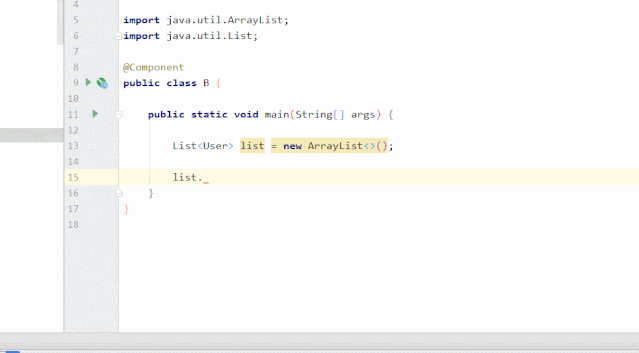 4
5 import java.util.ArrayList;
6 import java.util.List;
7
8 @Component
9 public class B {
10
11 public static void main(String[] args) {
12
13 List<User> list = new ArrayList<>();
14
15 list.
16 }
17 }
18